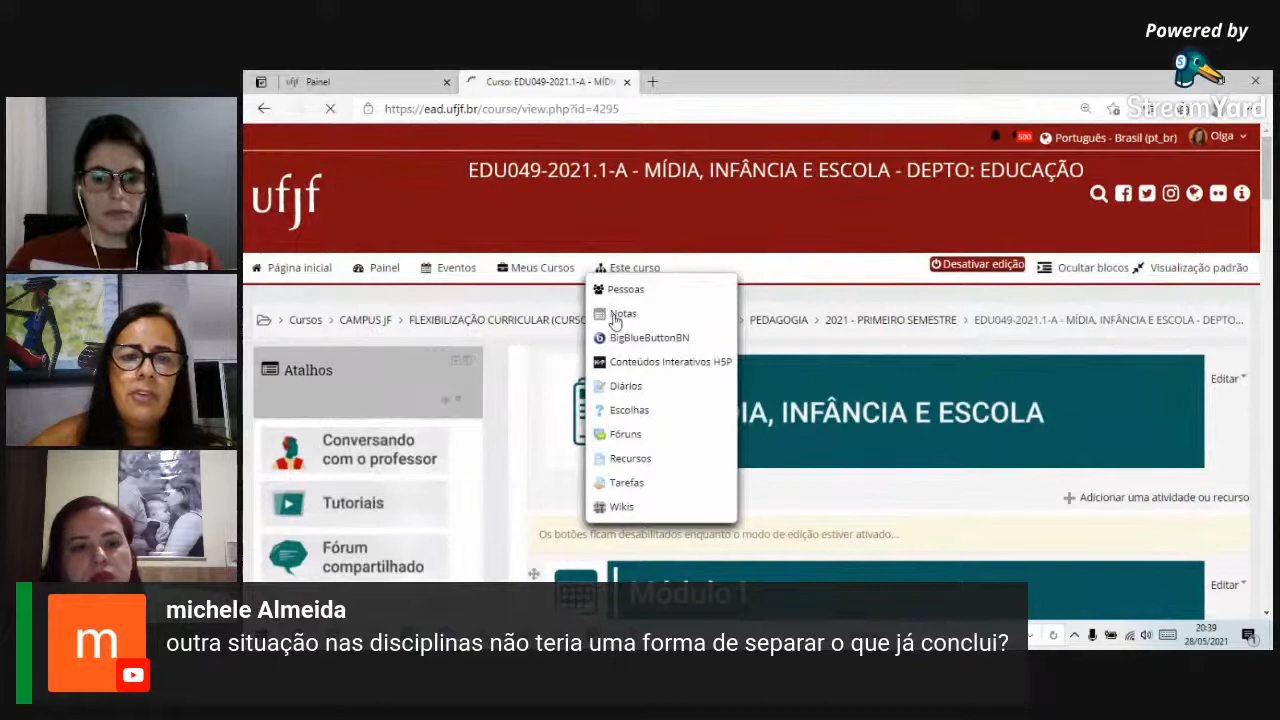 Powered by
StreamYard
ufjf Painel
Curso: EDU049-2021.1-A - MÍDI
https://ead.ufjf.br/course/view.php?id=4295
500
Português - Brasil (pt_br)
Olga
EDU049-2021.1-A - MÍDIA, INFÂNCIA E ESCOLA - DEPTO: EDUCAÇÃO
ufjf
Página inicial
Painel
Eventos
Meus Cursos
Este curso
Desativar edição
Ocultar blocos
Visualização padrão
Cursos
CAMPUS JF
FLEXIBILIZAÇÃO CURRICULAR (CURSO
PEDAGOGIA
2021 - PRIMEIRO SEMESTRE
EDU049-2021.1-A - MÍDIA, INFÂNCIA E ESCOLA - DEPTO...
Pessoas
Notas
BigBlueButtonBN
Conteúdos Interativos H5P
Diários
Escolhas
Fóruns
Recursos
Tarefas
Wikis
Atalhos
Conversando
com o professor
Tutoriais
Fórum
compartilhado
DIA, INFÂNCIA E ESCOLA
Editar
Adicionar uma atividade ou recurso
Os botões ficam desabilitados enquanto o modo de edição estiver ativado...
Módulo I
Editar
20:39
28/05/2021
m
michele Almeida
outra situação nas disciplinas não teria uma forma de separar o que já conclui?